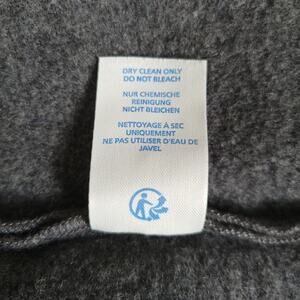 DRY CLEAN ONLY
DO NOT BLEACH
NUR CHEMISCHE
REINIGUNG
NICHT BLEICHEN
NETTOYAGE À SEC
UNIQUEMENT
NE PAS UTILISER D'EAU DE
JAVEL